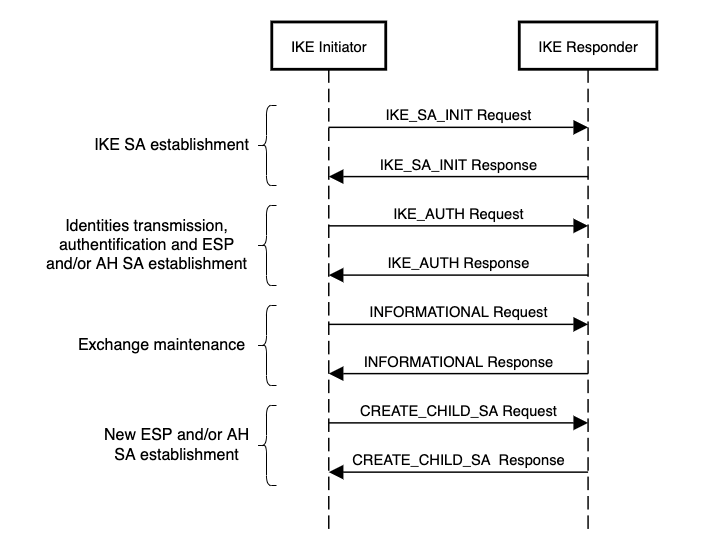 IKE Initiator
IKE Responder
IKE SA establishment
IKE_SA_INIT Request
IKE_SA_INIT Response
Identities transmission,
authentification and ESP
and/or AH SA establishment
IKE_AUTH Request
IKE_AUTH Response
Exchange maintenance
INFORMATIONAL Request
INFORMATIONAL Response
New ESP and/or AH
SA establishment
CREATE_CHILD_SA Request
CREATE_CHILD_SA  Response